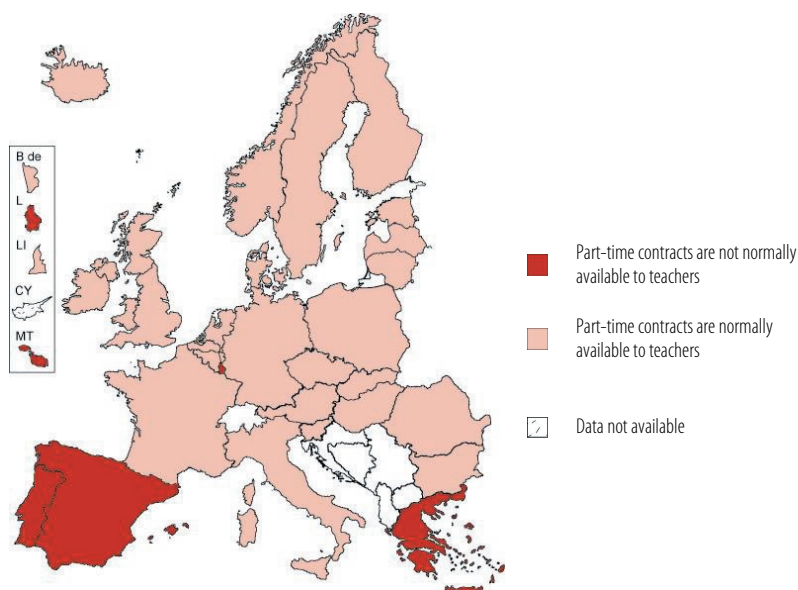 B de
L
LI
CY
MT
Part-time contracts are not normally
available to teachers
Part-time contracts are normally
available to teachers
Data not available